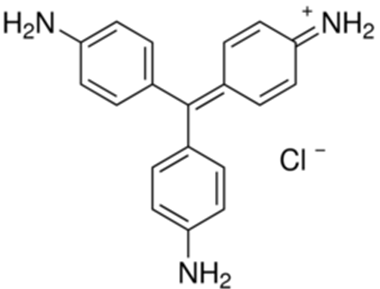 H₂N
+
NH₂
Cl⁻
NH₂